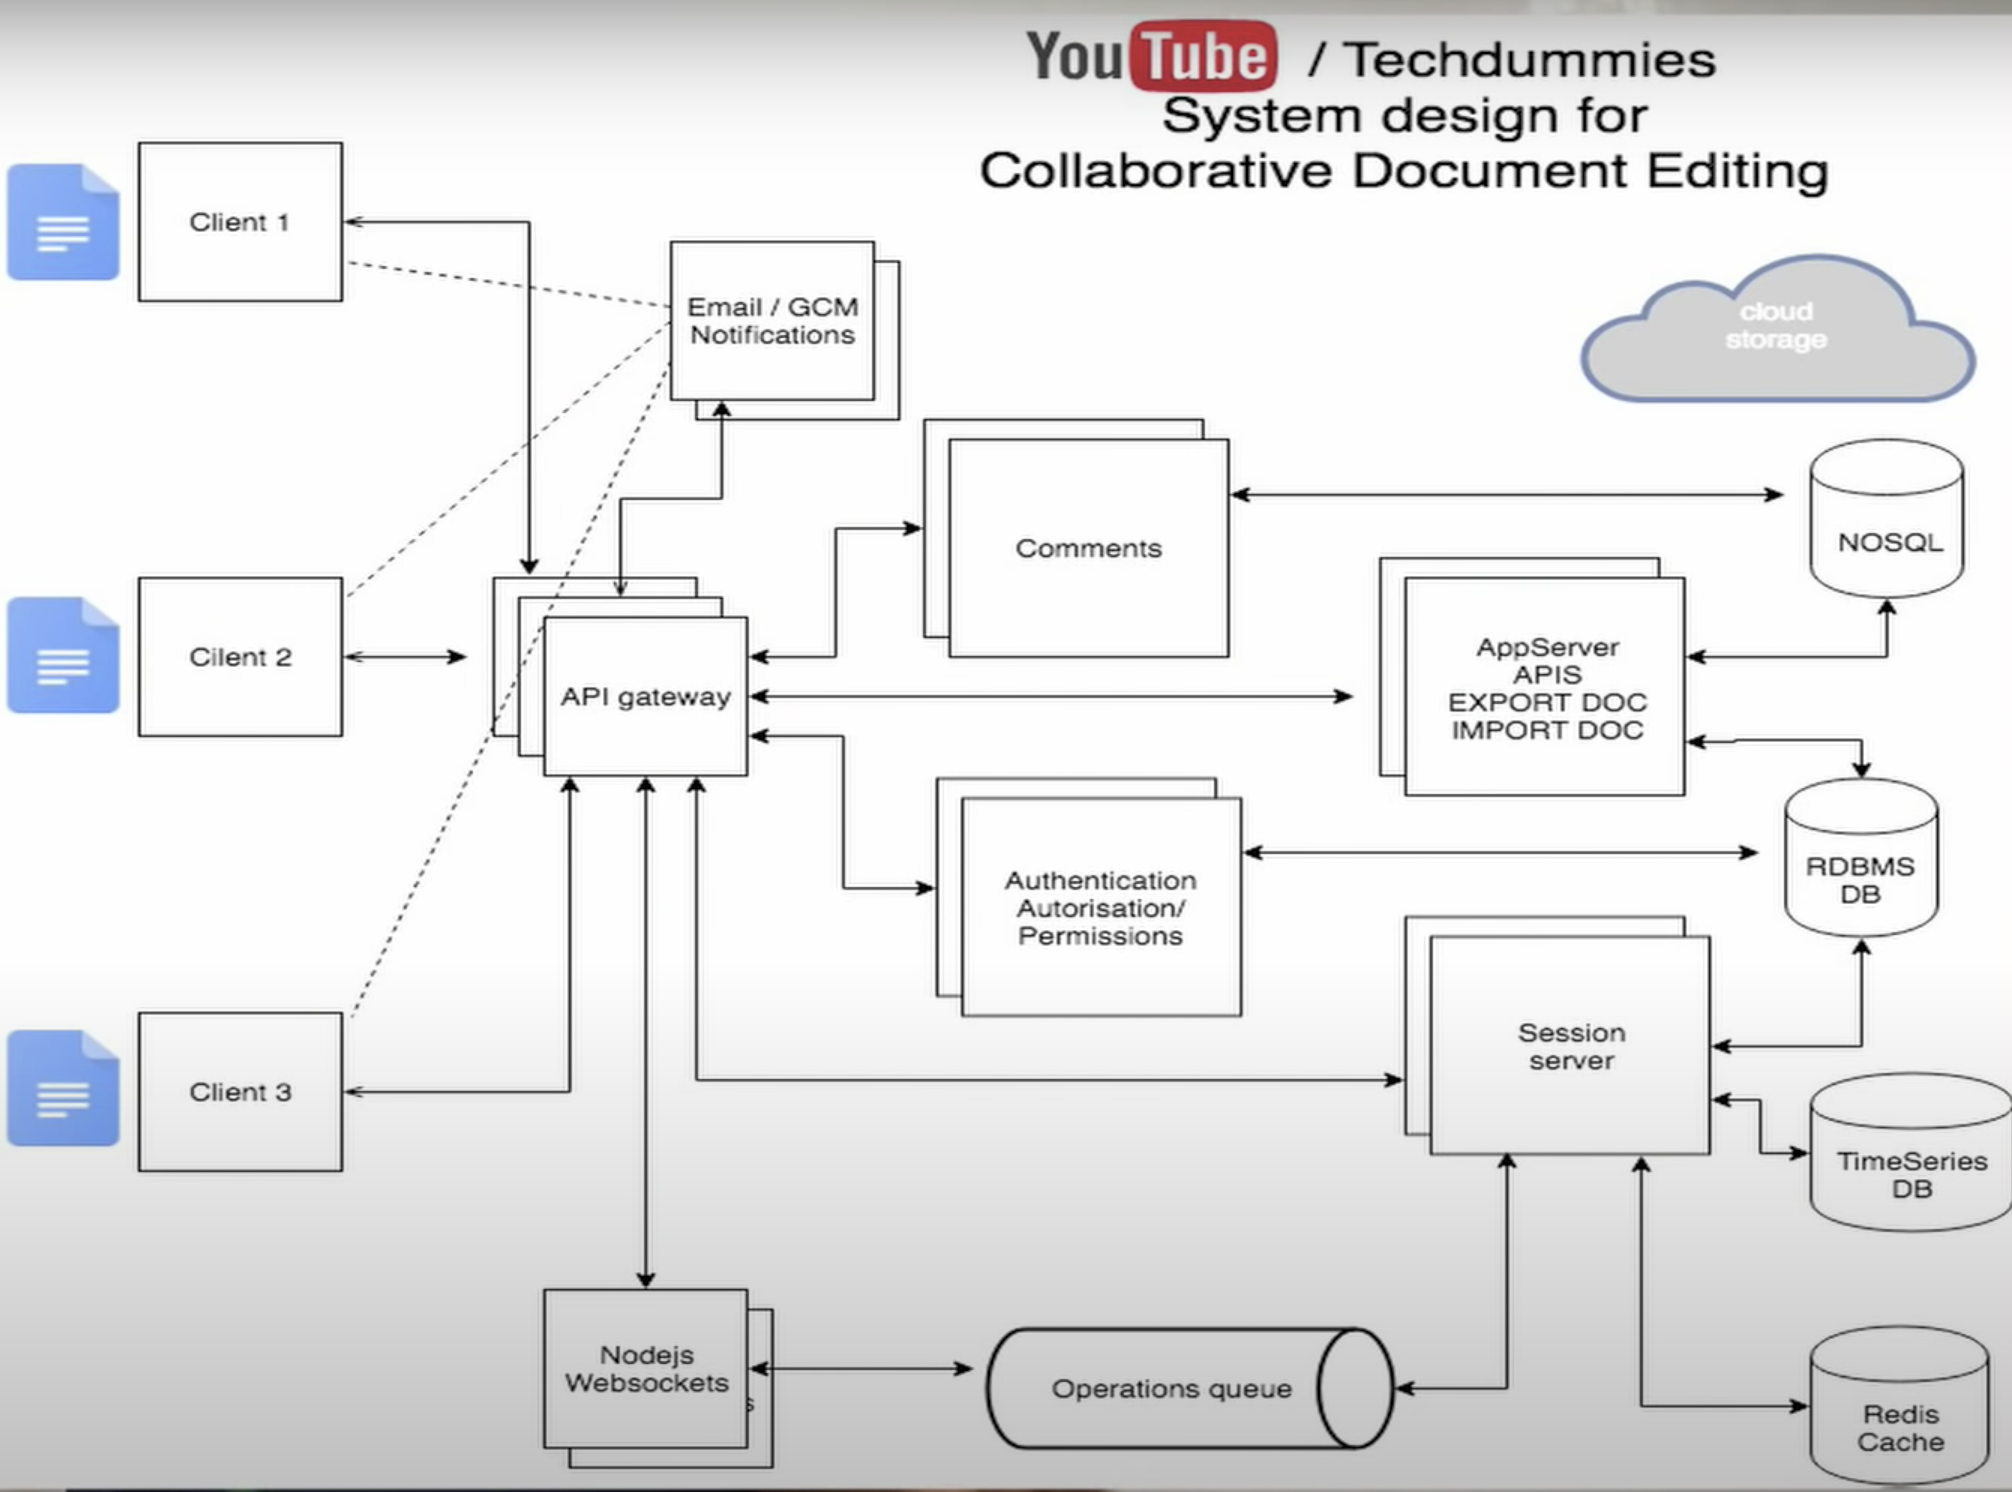 YouTube / Techdummies
System design for
Collaborative Document Editing
Client 1
Email / GCM
Notifications
cloud
storage
Comments
NOSQL
Cilent 2
API gateway
AppServer
APIS
EXPORT DOC
IMPORT DOC
Authentication
Autorisation/
Permissions
RDBMS
DB
Client 3
Session
server
TimeSeries
DB
Nodejs
Websockets
s
Operations queue
Redis
Cache